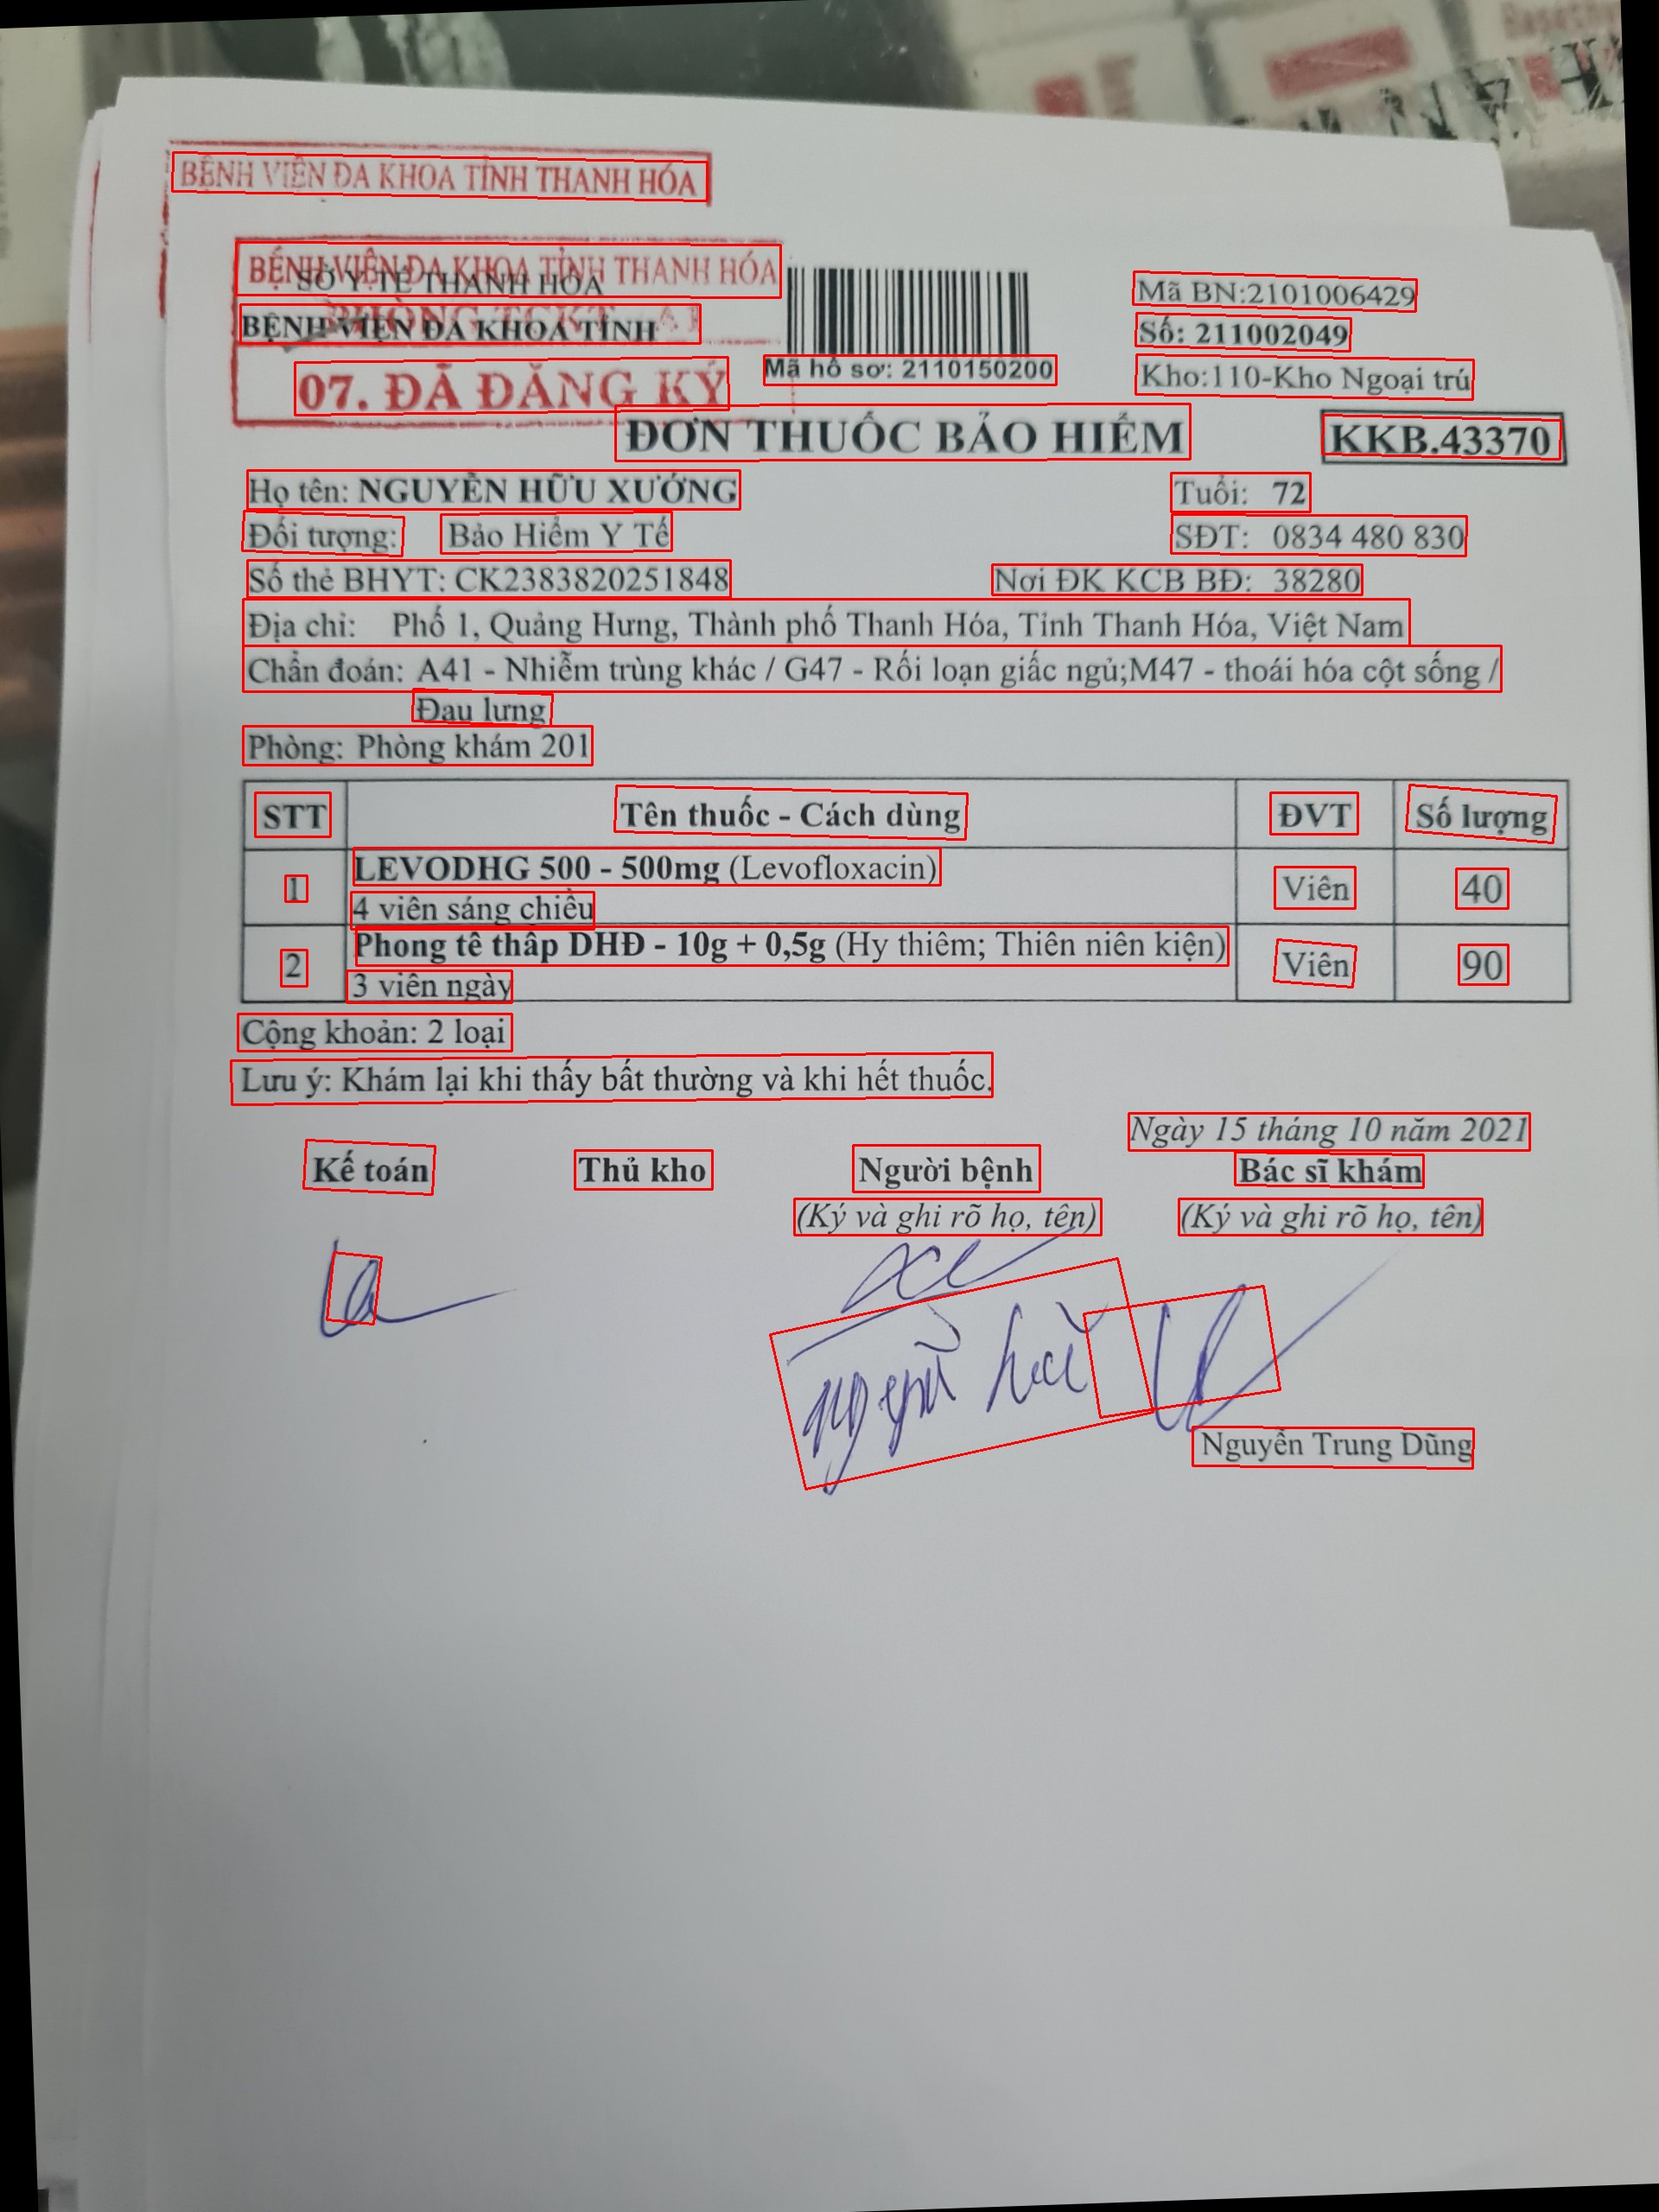 BỆNH VIỆN ĐA KHOA TỈNH THANH HÓA
BỆNH VIỆN ĐA KHOA TỈNH THANH HÓA
SỞ Y TẾ THANH HÓA
BỆNH VIỆN ĐA KHOA TỈNH
07. ĐÃ ĐĂNG KÝ
Mã hồ sơ: 2110150200
Mã BN:2101006429
Số: 211002049
Kho:110-Kho Ngoại trú
ĐƠN THUỐC BẢO HIỂM KKB.43370
Họ tên: NGUYỄN HỮU XƯỚNG Tuổi: 72
Đối tượng: Bảo Hiểm Y Tế SĐT: 0834 480 830
Số thẻ BHYT: CK2383820251848 Nơi ĐK KCB BĐ: 38280
Địa chỉ: Phố 1, Quảng Hưng, Thành phố Thanh Hóa, Tỉnh Thanh Hóa, Việt Nam
Chẩn đoán: A41 - Nhiễm trùng khác / G47 - Rối loạn giấc ngủ;M47 - thoái hóa cột sống /
Đau lưng
Phòng: Phòng khám 201
STT Tên thuốc - Cách dùng ĐVT Số lượng
1 LEVODHG 500 - 500mg (Levofloxacin) Viên 40
4 viên sáng chiều
2 Phong tê thấp DHĐ - 10g + 0,5g (Hy thiêm; Thiên niên kiện) Viên 90
3 viên ngày
Cộng khoản: 2 loại
Lưu ý: Khám lại khi thấy bất thường và khi hết thuốc.
Ngày 15 tháng 10 năm 2021
Kế toán Thủ kho Người bệnh Bác sĩ khám
(Ký và ghi rõ họ, tên) (Ký và ghi rõ họ, tên)
Nguyễn Trung Dũng